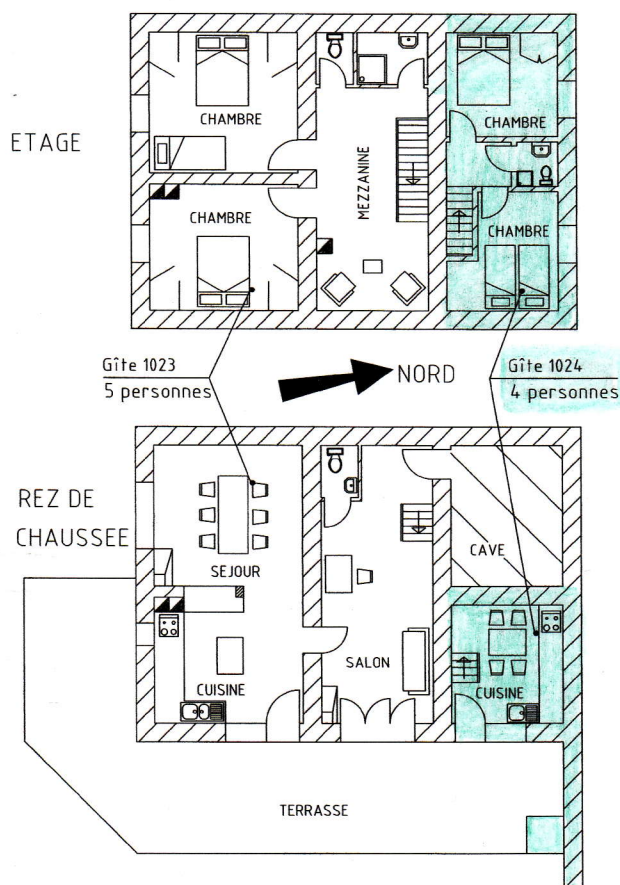 ETAGE
CHAMBRE
CHAMBRE
MEZZANINE
CHAMBRE
CHAMBRE
Gîte 1023
5 personnes
NORD
Gîte 1024
4 personnes
REZ DE
CHAUSSEE
SEJOUR
CUISINE
SALON
CAVE
CUISINE
TERRASSE